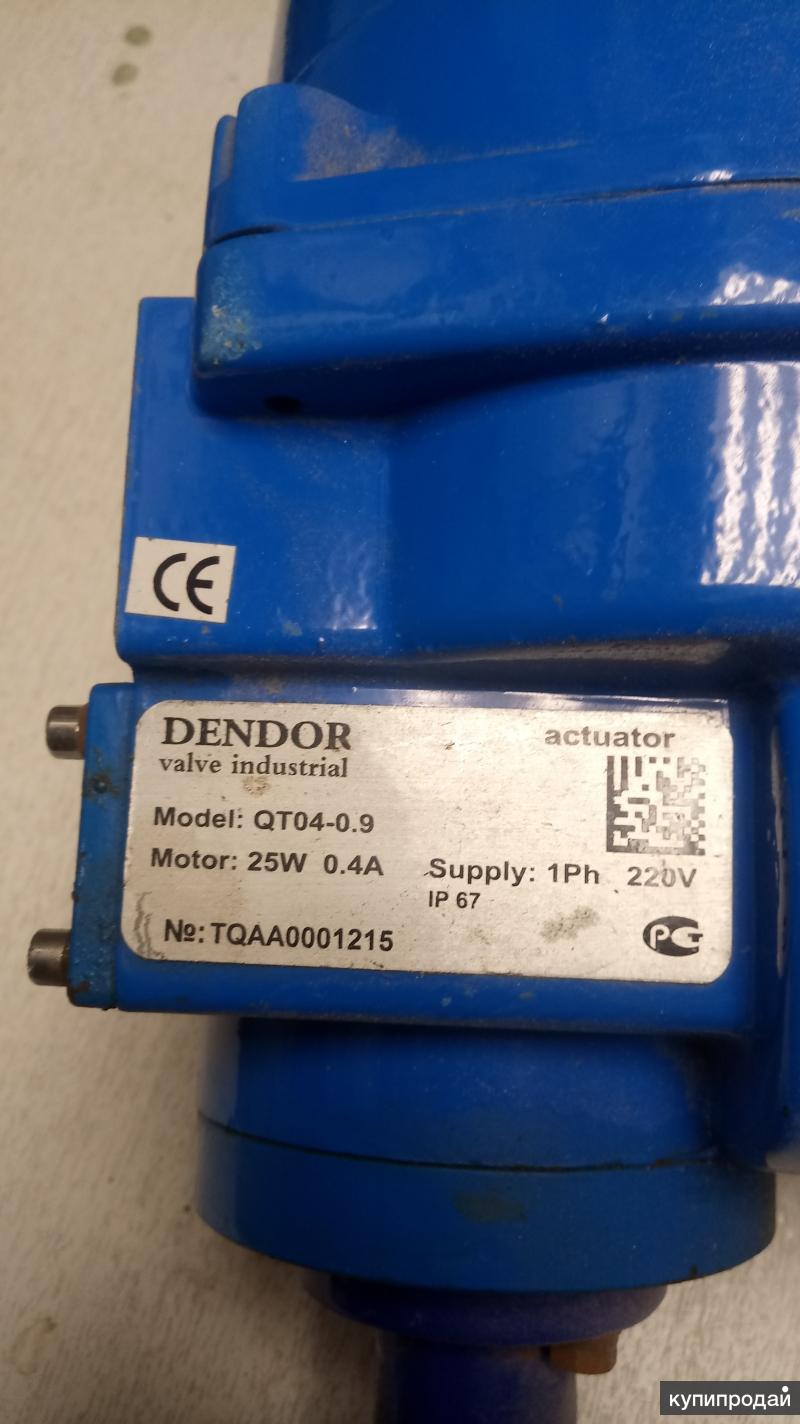 CE
DENDOR
valve industrial
actuator
Model: QT04-0.9
Motor: 25W 0.4A
Supply: 1Ph 220V
IP 67
№: TQAA0001215
РСТ
купипродай